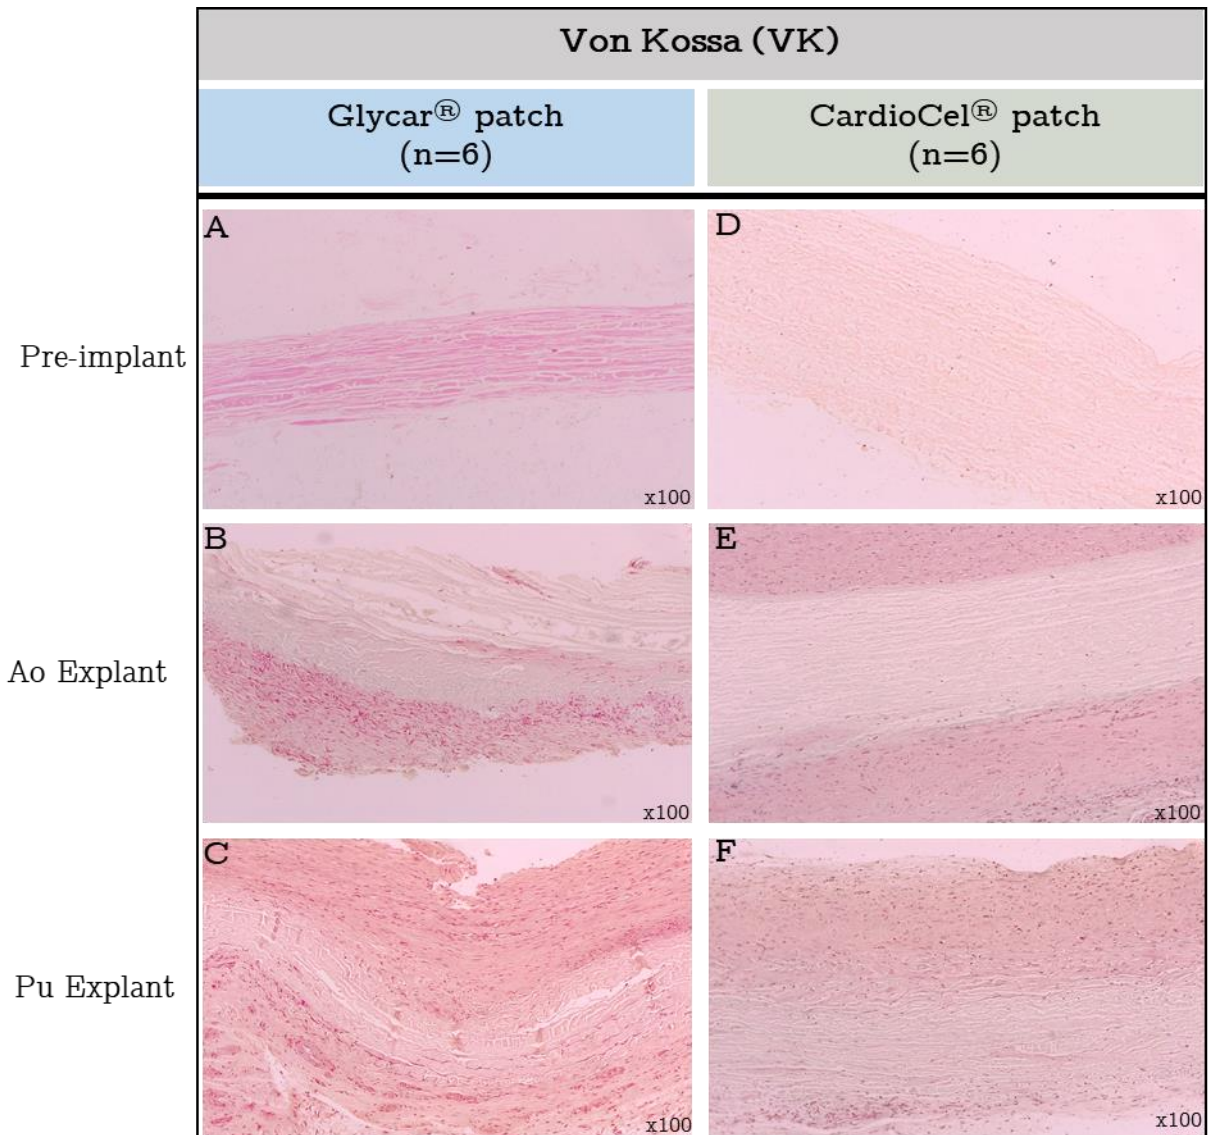 Von Kossa (VK)
Glycar® patch
(n=6)
CardioCel® patch
(n=6)
Pre-implant
A
x100
D
x100
Ao Explant
B
x100
E
x100
Pu Explant
C
x100
F
x100